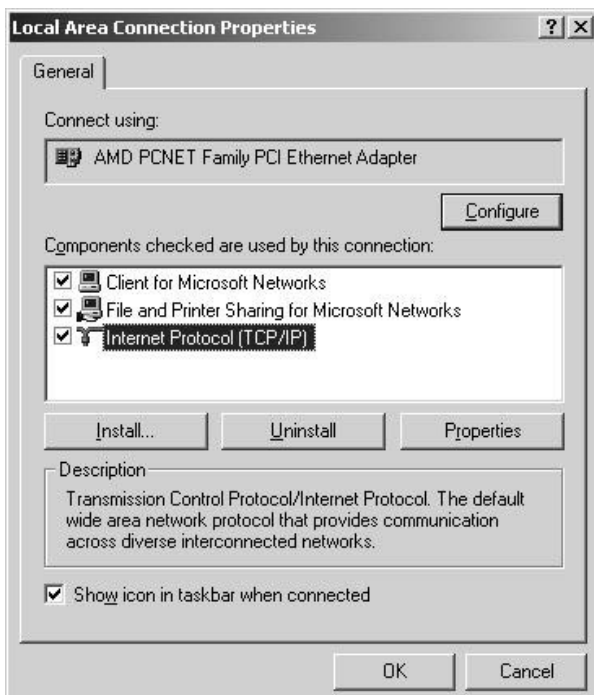 Local Area Connection Properties
General
Connect using:
AMD PCNET Family PCI Ethernet Adapter
Configure
Components checked are used by this connection:
Client for Microsoft Networks
File and Printer Sharing for Microsoft Networks
Internet Protocol (TCP/IP)
Install... Uninstall Properties
Description
Transmission Control Protocol/Internet Protocol. The default
wide area network protocol that provides communication
across diverse interconnected networks.
Show icon in taskbar when connected
OK Cancel